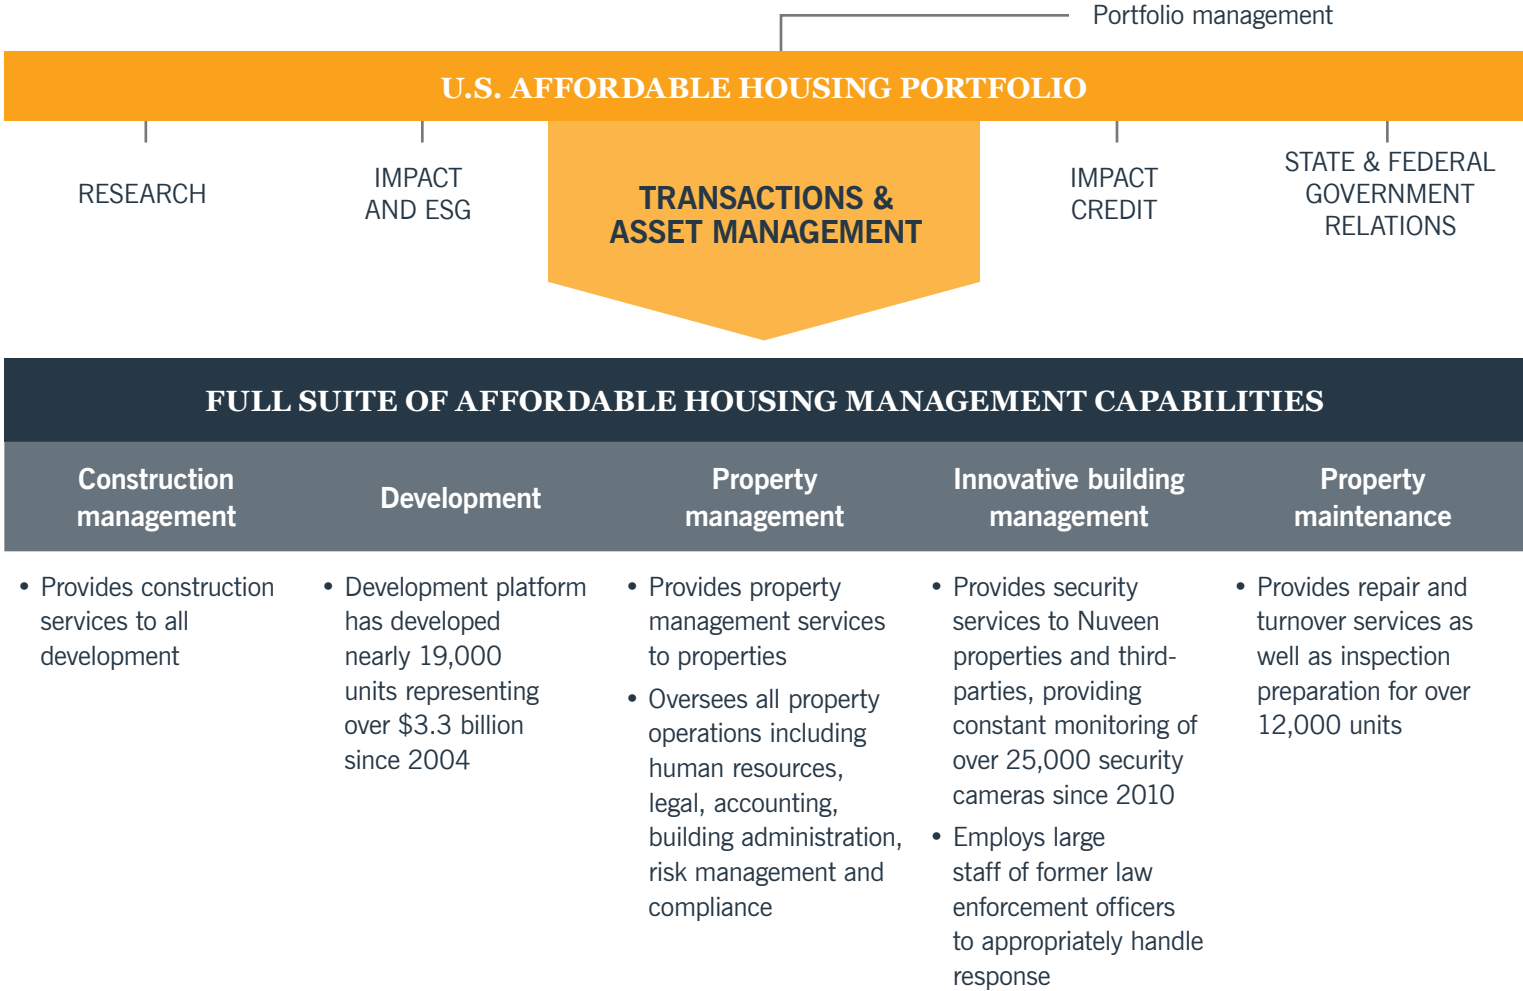 Portfolio management
U.S. AFFORDABLE HOUSING PORTFOLIO
RESEARCH
IMPACT
AND ESG
TRANSACTIONS &
ASSET MANAGEMENT
IMPACT
CREDIT
STATE & FEDERAL
GOVERNMENT
RELATIONS
FULL SUITE OF AFFORDABLE HOUSING MANAGEMENT CAPABILITIES
Construction
management
Development
Property
management
Innovative building
management
Property
maintenance
• Provides construction
services to all
development
• Development platform
has developed
nearly 19,000
units representing
over $3.3 billion
since 2004
• Provides property
management services
to properties
• Oversees all property
operations including
human resources,
legal, accounting,
building administration,
risk management and
compliance
• Provides security
services to Nuveen
properties and third-
parties, providing
constant monitoring of
over 25,000 security
cameras since 2010
• Employs large
staff of former law
enforcement officers
to appropriately handle
response
• Provides repair and
turnover services as
well as inspection
preparation for over
12,000 units